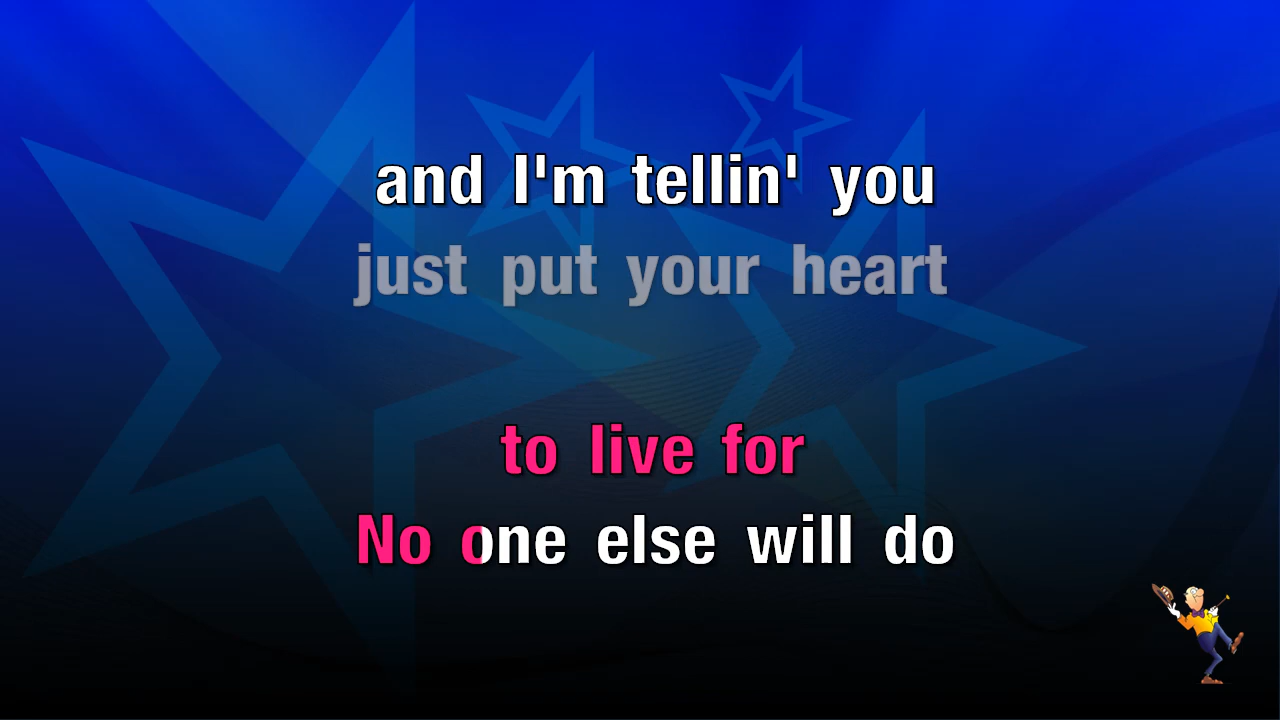 and I'm tellin' you
just put your heart
to live for
No one else will do